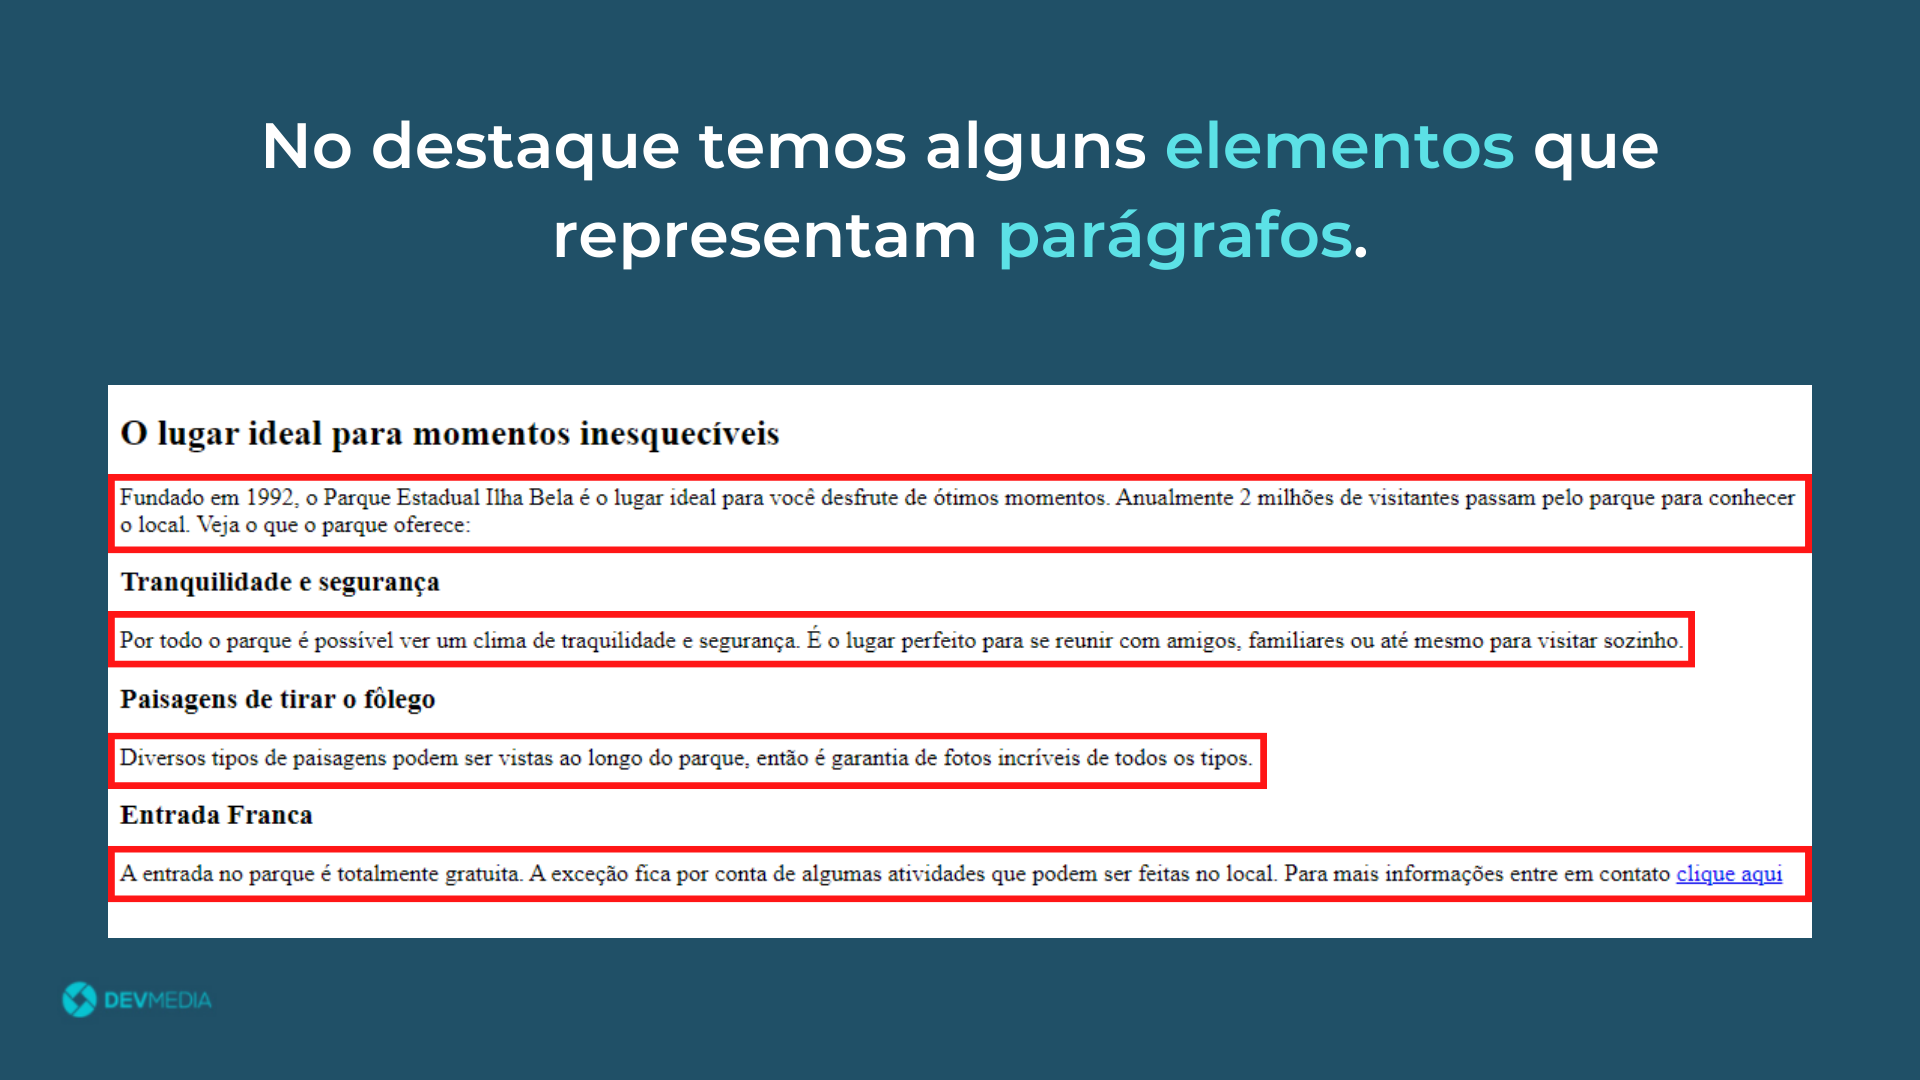 No destaque temos alguns elementos que
representam parágrafos.
O lugar ideal para momentos inesquecíveis
Fundado em 1992, o Parque Estadual Ilha Bela é o lugar ideal para você desfrute de ótimos momentos. Anualmente 2 milhões de visitantes passam pelo parque para conhecer
o local. Veja o que o parque oferece:
Tranquilidade e segurança
Por todo o parque é possível ver um clima de traquilidade e segurança. É o lugar perfeito para se reunir com amigos, familiares ou até mesmo para visitar sozinho.
Paisagens de tirar o fôlego
Diversos tipos de paisagens podem ser vistas ao longo do parque, então é garantia de fotos incríveis de todos os tipos.
Entrada Franca
A entrada no parque é totalmente gratuita. A exceção fica por conta de algumas atividades que podem ser feitas no local. Para mais informações entre em contato clique aqui
DEVMEDIA